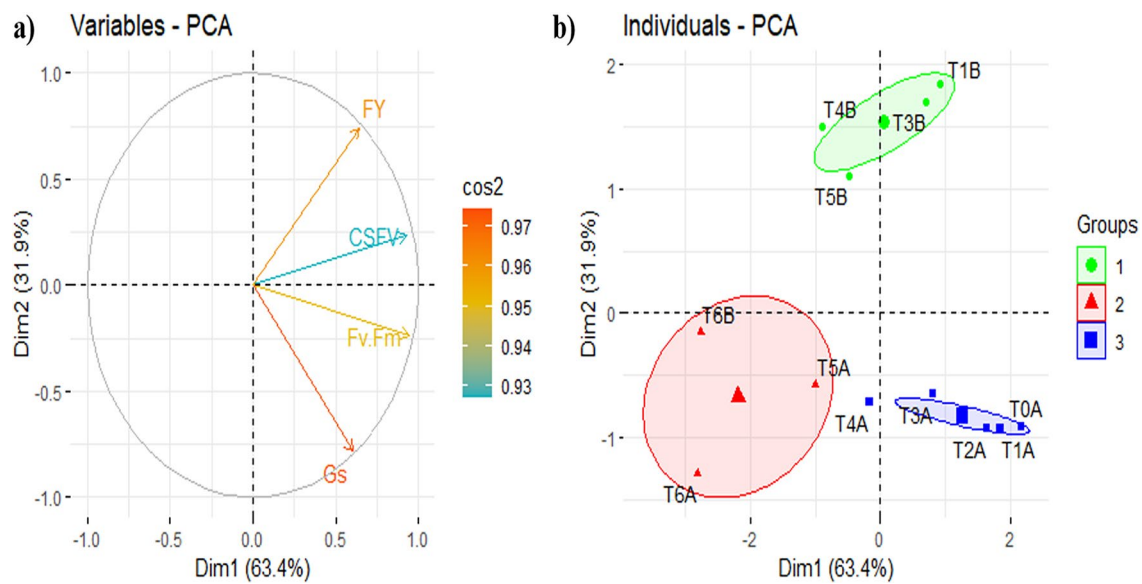 a) Variables - PCA
1.0
0.5
0.0
-0.5
-1.0
Dim2 (31.9%)
FY
CSFV
Fv.Fm
Gs
-1.0 -0.5 0.0 0.5 1.0
Dim1 (63.4%)
cos2
0.97
0.96
0.95
0.94
0.93
b) Individuals - PCA
2
1
0
-1
Dim2 (31.9%)
T1B
T4B
T3B
T5B
T6B
T5A
T4A
T3A
T0A
T2A
T1A
T6A
-2 0 2
Dim1 (63.4%)
Groups
1
2
3